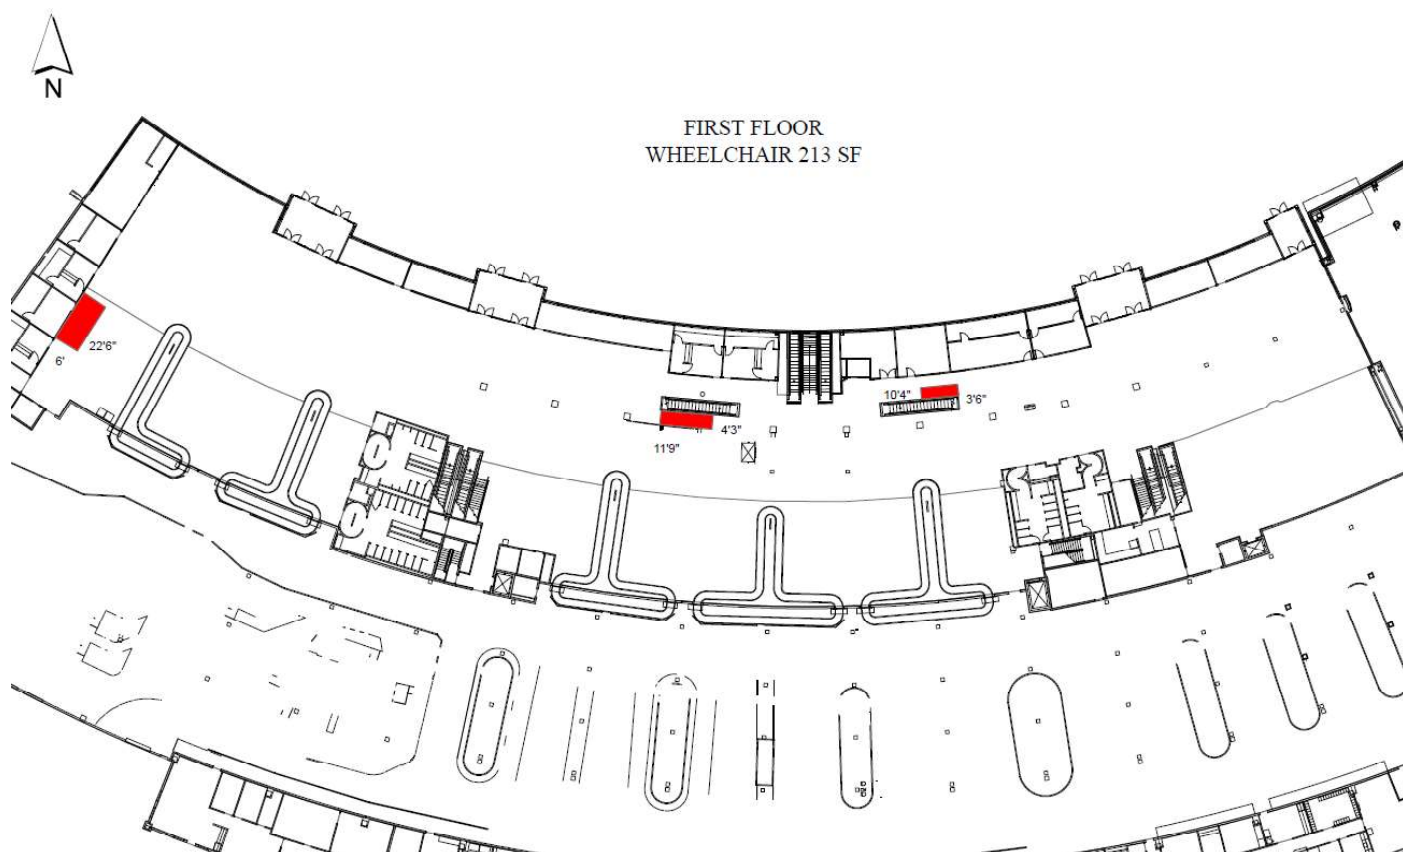 N
FIRST FLOOR
WHEELCHAIR 213 SF
22'6"
6'
10'4"
3'6"
4'3"
11'9"